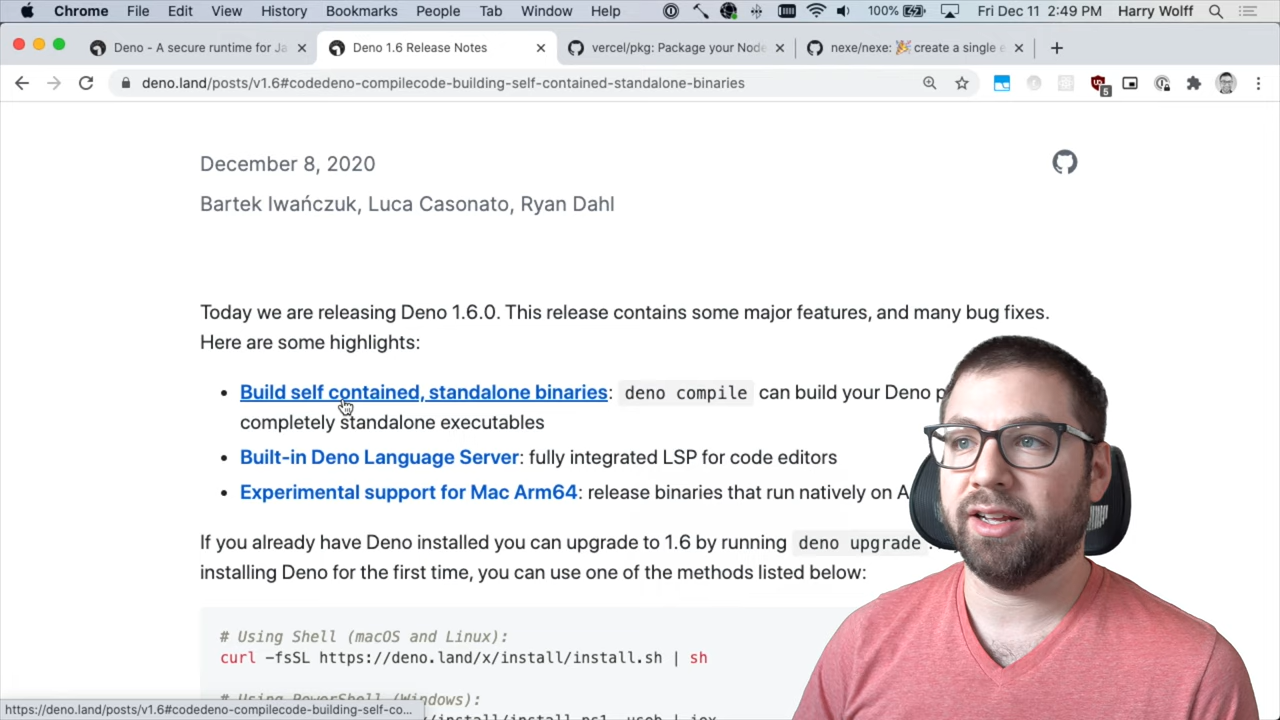 Chrome File Edit View History Bookmarks People Tab Window Help 100% Fri Dec 11 2:49 PM Harry Wolff
Deno - A secure runtime for Ja
Deno 1.6 Release Notes
vercel/pkg: Package your Node
nexe/nexe: 🎉 create a single e
deno.land/posts/v1.6#codedeno-compilecode-building-self-contained-standalone-binaries
5
December 8, 2020
Bartek Iwańczuk, Luca Casonato, Ryan Dahl
Today we are releasing Deno 1.6.0. This release contains some major features, and many bug fixes.
Here are some highlights:
• Build self contained, standalone binaries: deno compile can build your Deno
completely standalone executables
• Built-in Deno Language Server: fully integrated LSP for code editors
• Experimental support for Mac Arm64: release binaries that run natively on
If you already have Deno installed you can upgrade to 1.6 by running deno upgrade.
installing Deno for the first time, you can use one of the methods listed below:
# Using Shell (macOS and Linux):
curl -fsSL https://deno.land/x/install/install.sh | sh
# Using PowerShell (Windows):
https://deno.land/posts/v1.6#codedeno-compilecode-building-self-co...